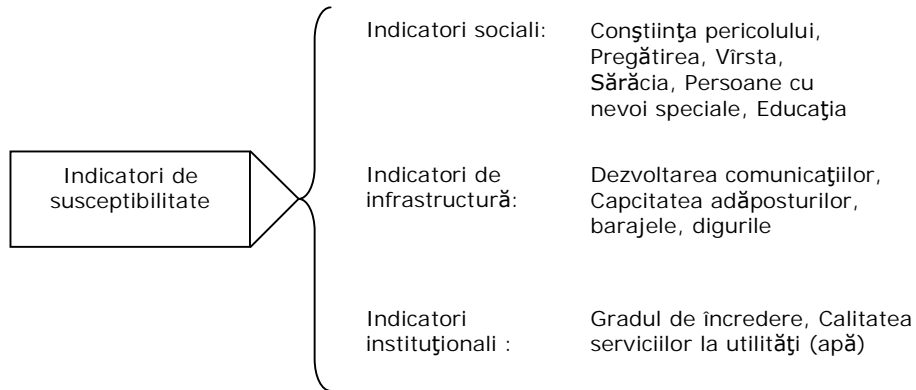 Indicatori de
susceptibilitate
Indicatori sociali:
Conştiinţa pericolului,
Pregătirea, Vîrsta,
Sărăcia, Persoane cu
nevoi speciale, Educaţia
Indicatori de
infrastructură:
Dezvoltarea comunicaţiilor,
Capcitatea adăposturilor,
barajele, digurile
Indicatori
instituţionali :
Gradul de încredere, Calitatea
serviciilor la utilităţi (apă)